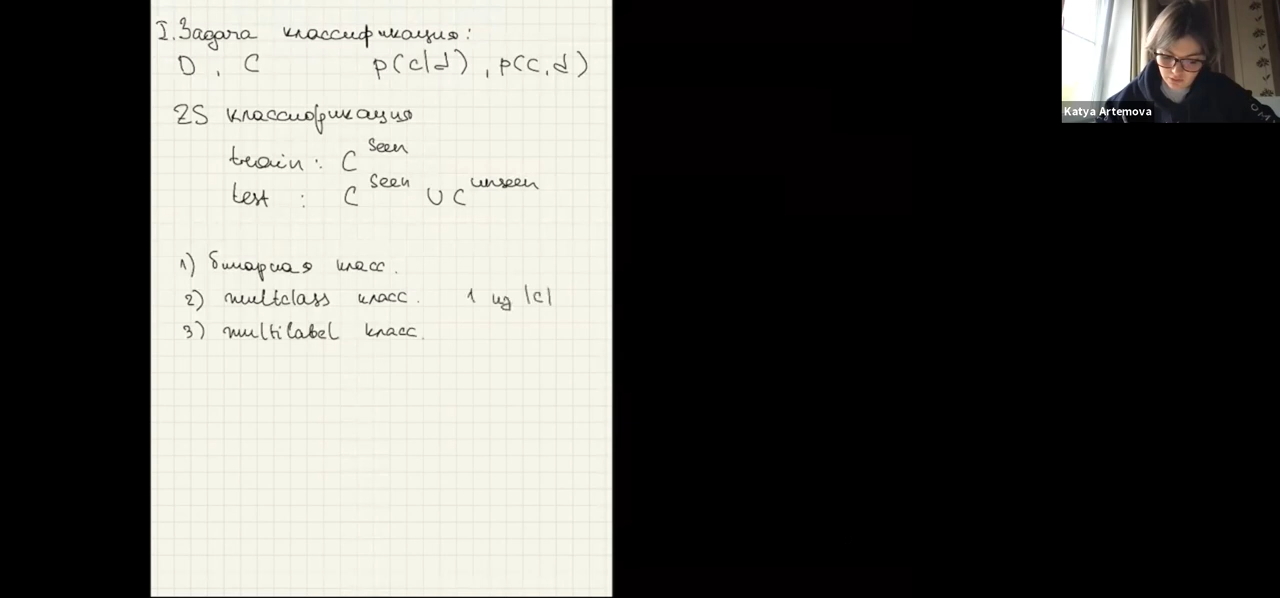 I. Задача классификация:
D, C p(c|d), p(c,d)
ZS классификация
train: C^seen
test : C^seen ∪ C^unseen
1) бинарная класс.
2) multclass класс. 1 из |c|
3) multilabel класс.
Katya Artemova